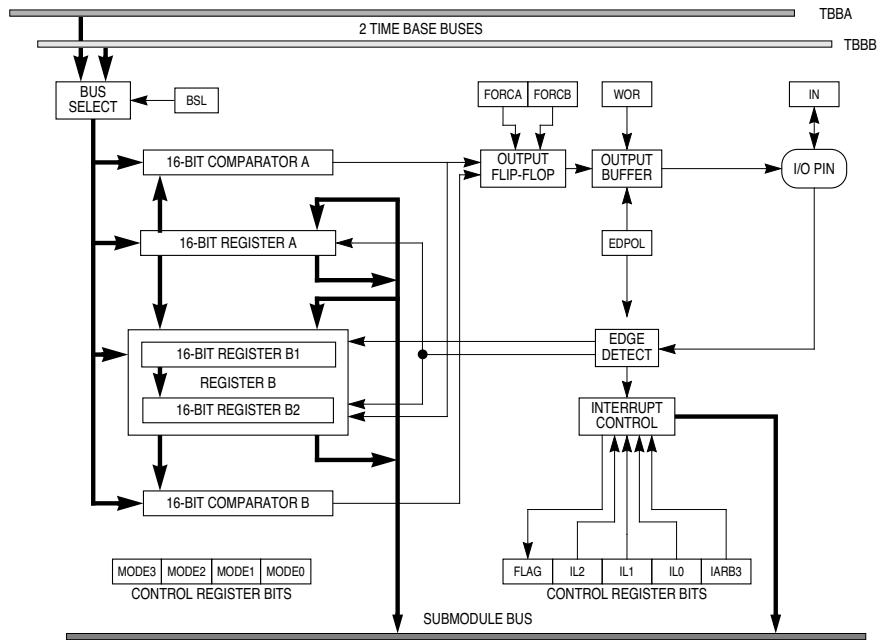 TBBA
2 TIME BASE BUSES
TBBB
BUS
SELECT
BSL
FORCA
FORCB
WOR
IN
16-BIT COMPARATOR A
OUTPUT
FLIP-FLOP
OUTPUT
BUFFER
I/O PIN
16-BIT REGISTER A
EDPOL
16-BIT REGISTER B1
REGISTER B
16-BIT REGISTER B2
EDGE
DETECT
INTERRUPT
CONTROL
16-BIT COMPARATOR B
MODE3
MODE2
MODE1
MODE0
CONTROL REGISTER BITS
FLAG
IL2
IL1
IL0
IARB3
CONTROL REGISTER BITS
SUBMODULE BUS